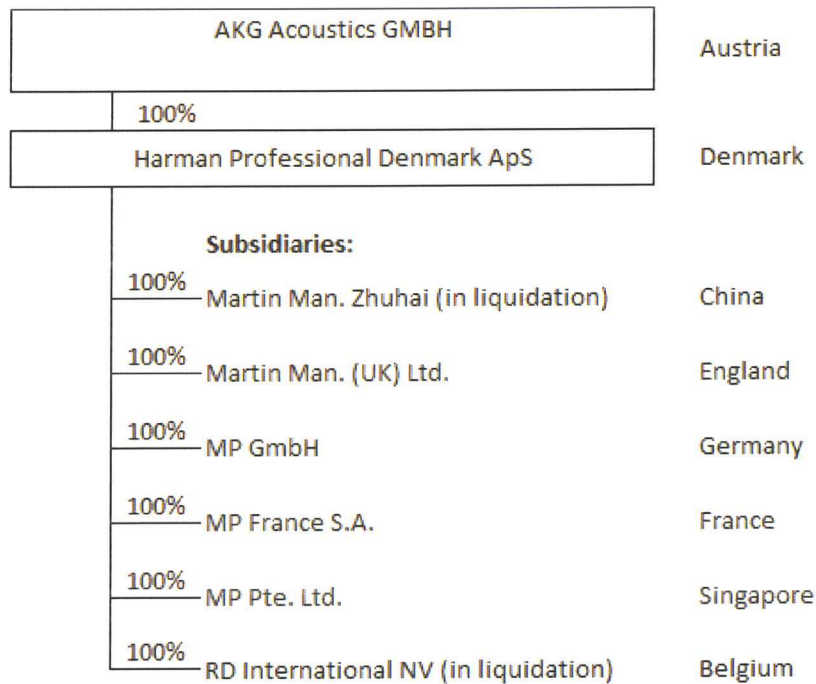 AKG Acoustics GMBH
Austria
100%
Harman Professional Denmark ApS
Denmark
Subsidiaries:
100%
Martin Man. Zhuhai (in liquidation)
China
100%
Martin Man. (UK) Ltd.
England
100%
MP GmbH
Germany
100%
MP France S.A.
France
100%
MP Pte. Ltd.
Singapore
100%
RD International NV (in liquidation)
Belgium